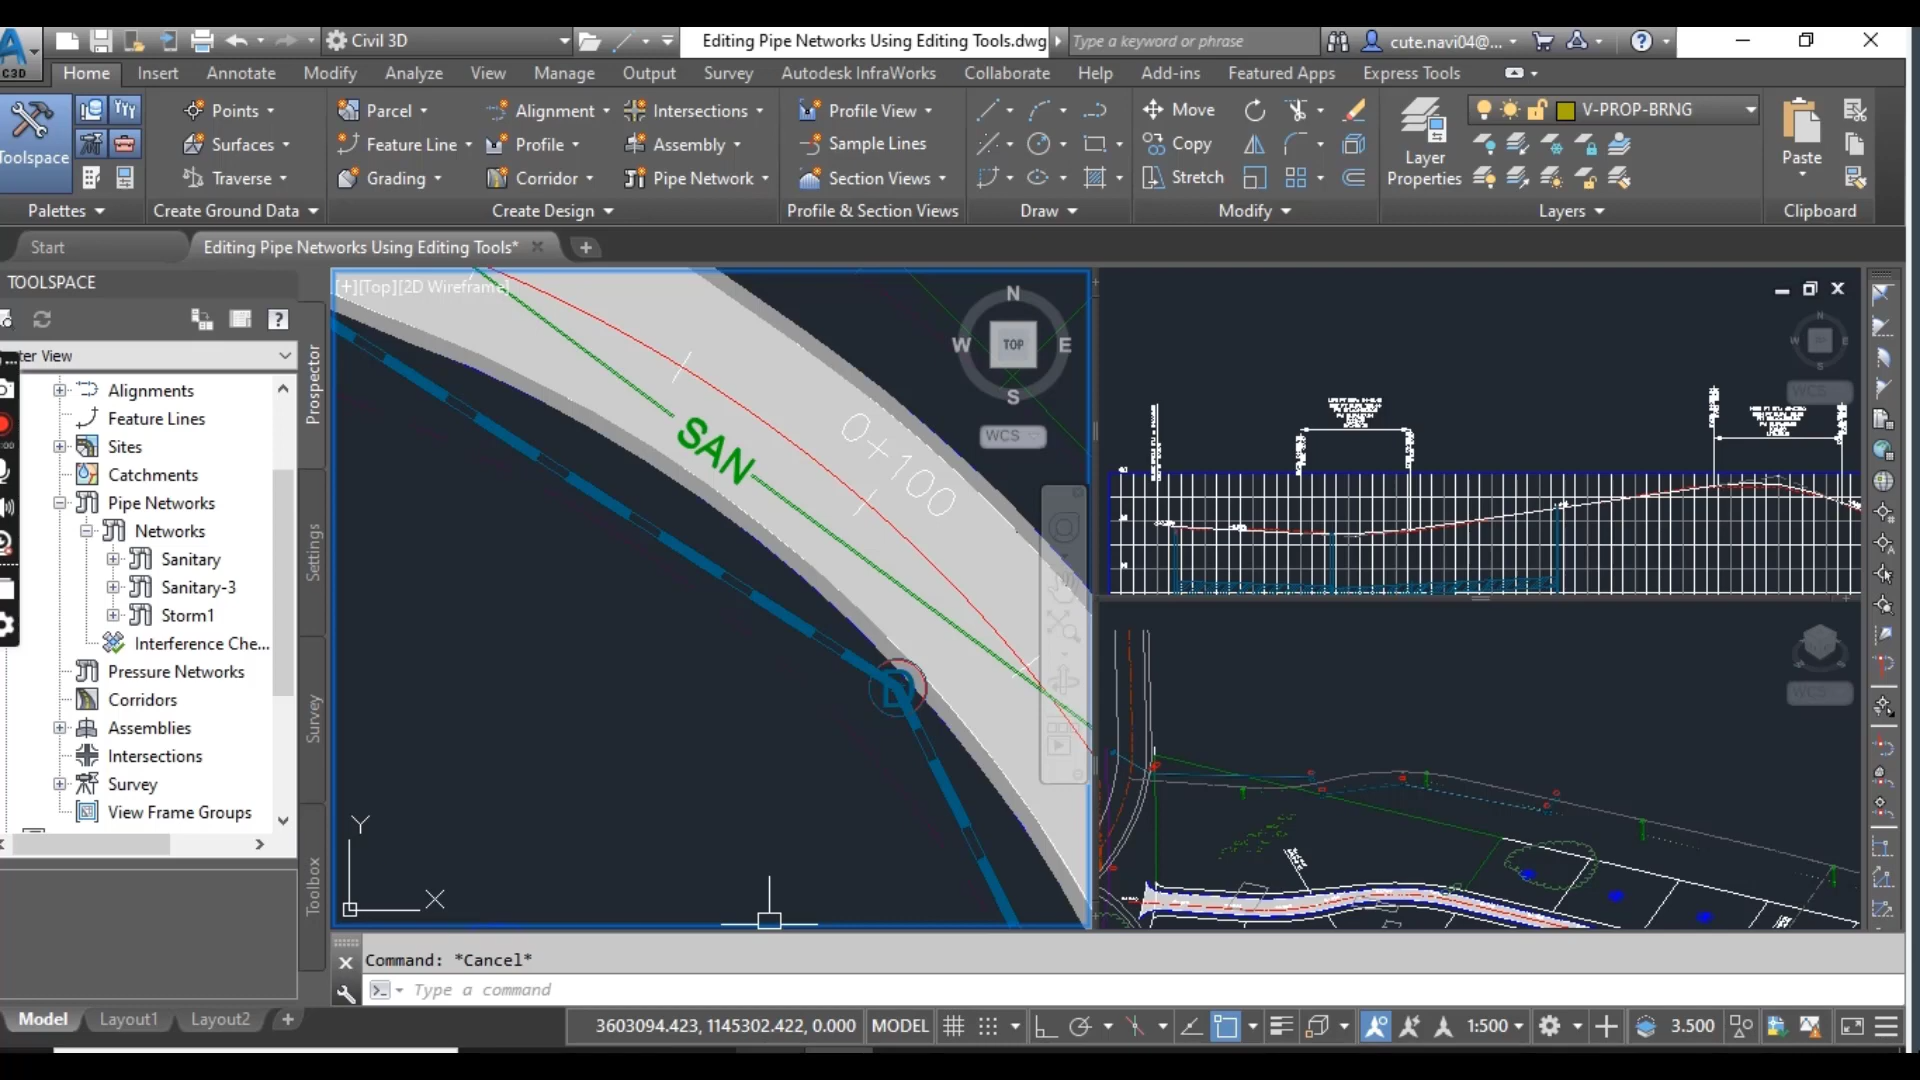 Civil 3D
Editing Pipe Networks Using Editing Tools.dwg
Type a keyword or phrase
cute.navi04@...
C3D
Home
Insert
Annotate
Modify
Analyze
View
Manage
Output
Survey
Autodesk InfraWorks
Collaborate
Help
Add-ins
Featured Apps
Express Tools
Toolspace
Points
Surfaces
Traverse
Parcel
Feature Line
Grading
Alignment
Profile
Corridor
Intersections
Assembly
Pipe Network
Profile View
Sample Lines
Section Views
Move
Copy
Stretch
Layer
Properties
V-PROP-BRNG
Paste
Palettes
Create Ground Data
Create Design
Profile & Section Views
Draw
Modify
Layers
Clipboard
Start
Editing Pipe Networks Using Editing Tools*
TOOLSPACE
ter View
Alignments
Feature Lines
Sites
Catchments
Pipe Networks
Networks
Sanitary
Sanitary-3
Storm1
Interference Che...
Pressure Networks
Corridors
Assemblies
Intersections
Survey
View Frame Groups
Prospector
Settings
Survey
Toolbox
[+][Top][2D Wireframe]
N
W
TOP
E
S
WCS
SAN
0+100
D
Y
X
WCS
WCS
Command: *Cancel*
Type a command
Model
Layout1
Layout2
3603094.423, 1145302.422, 0.000
MODEL
1:500
3.500